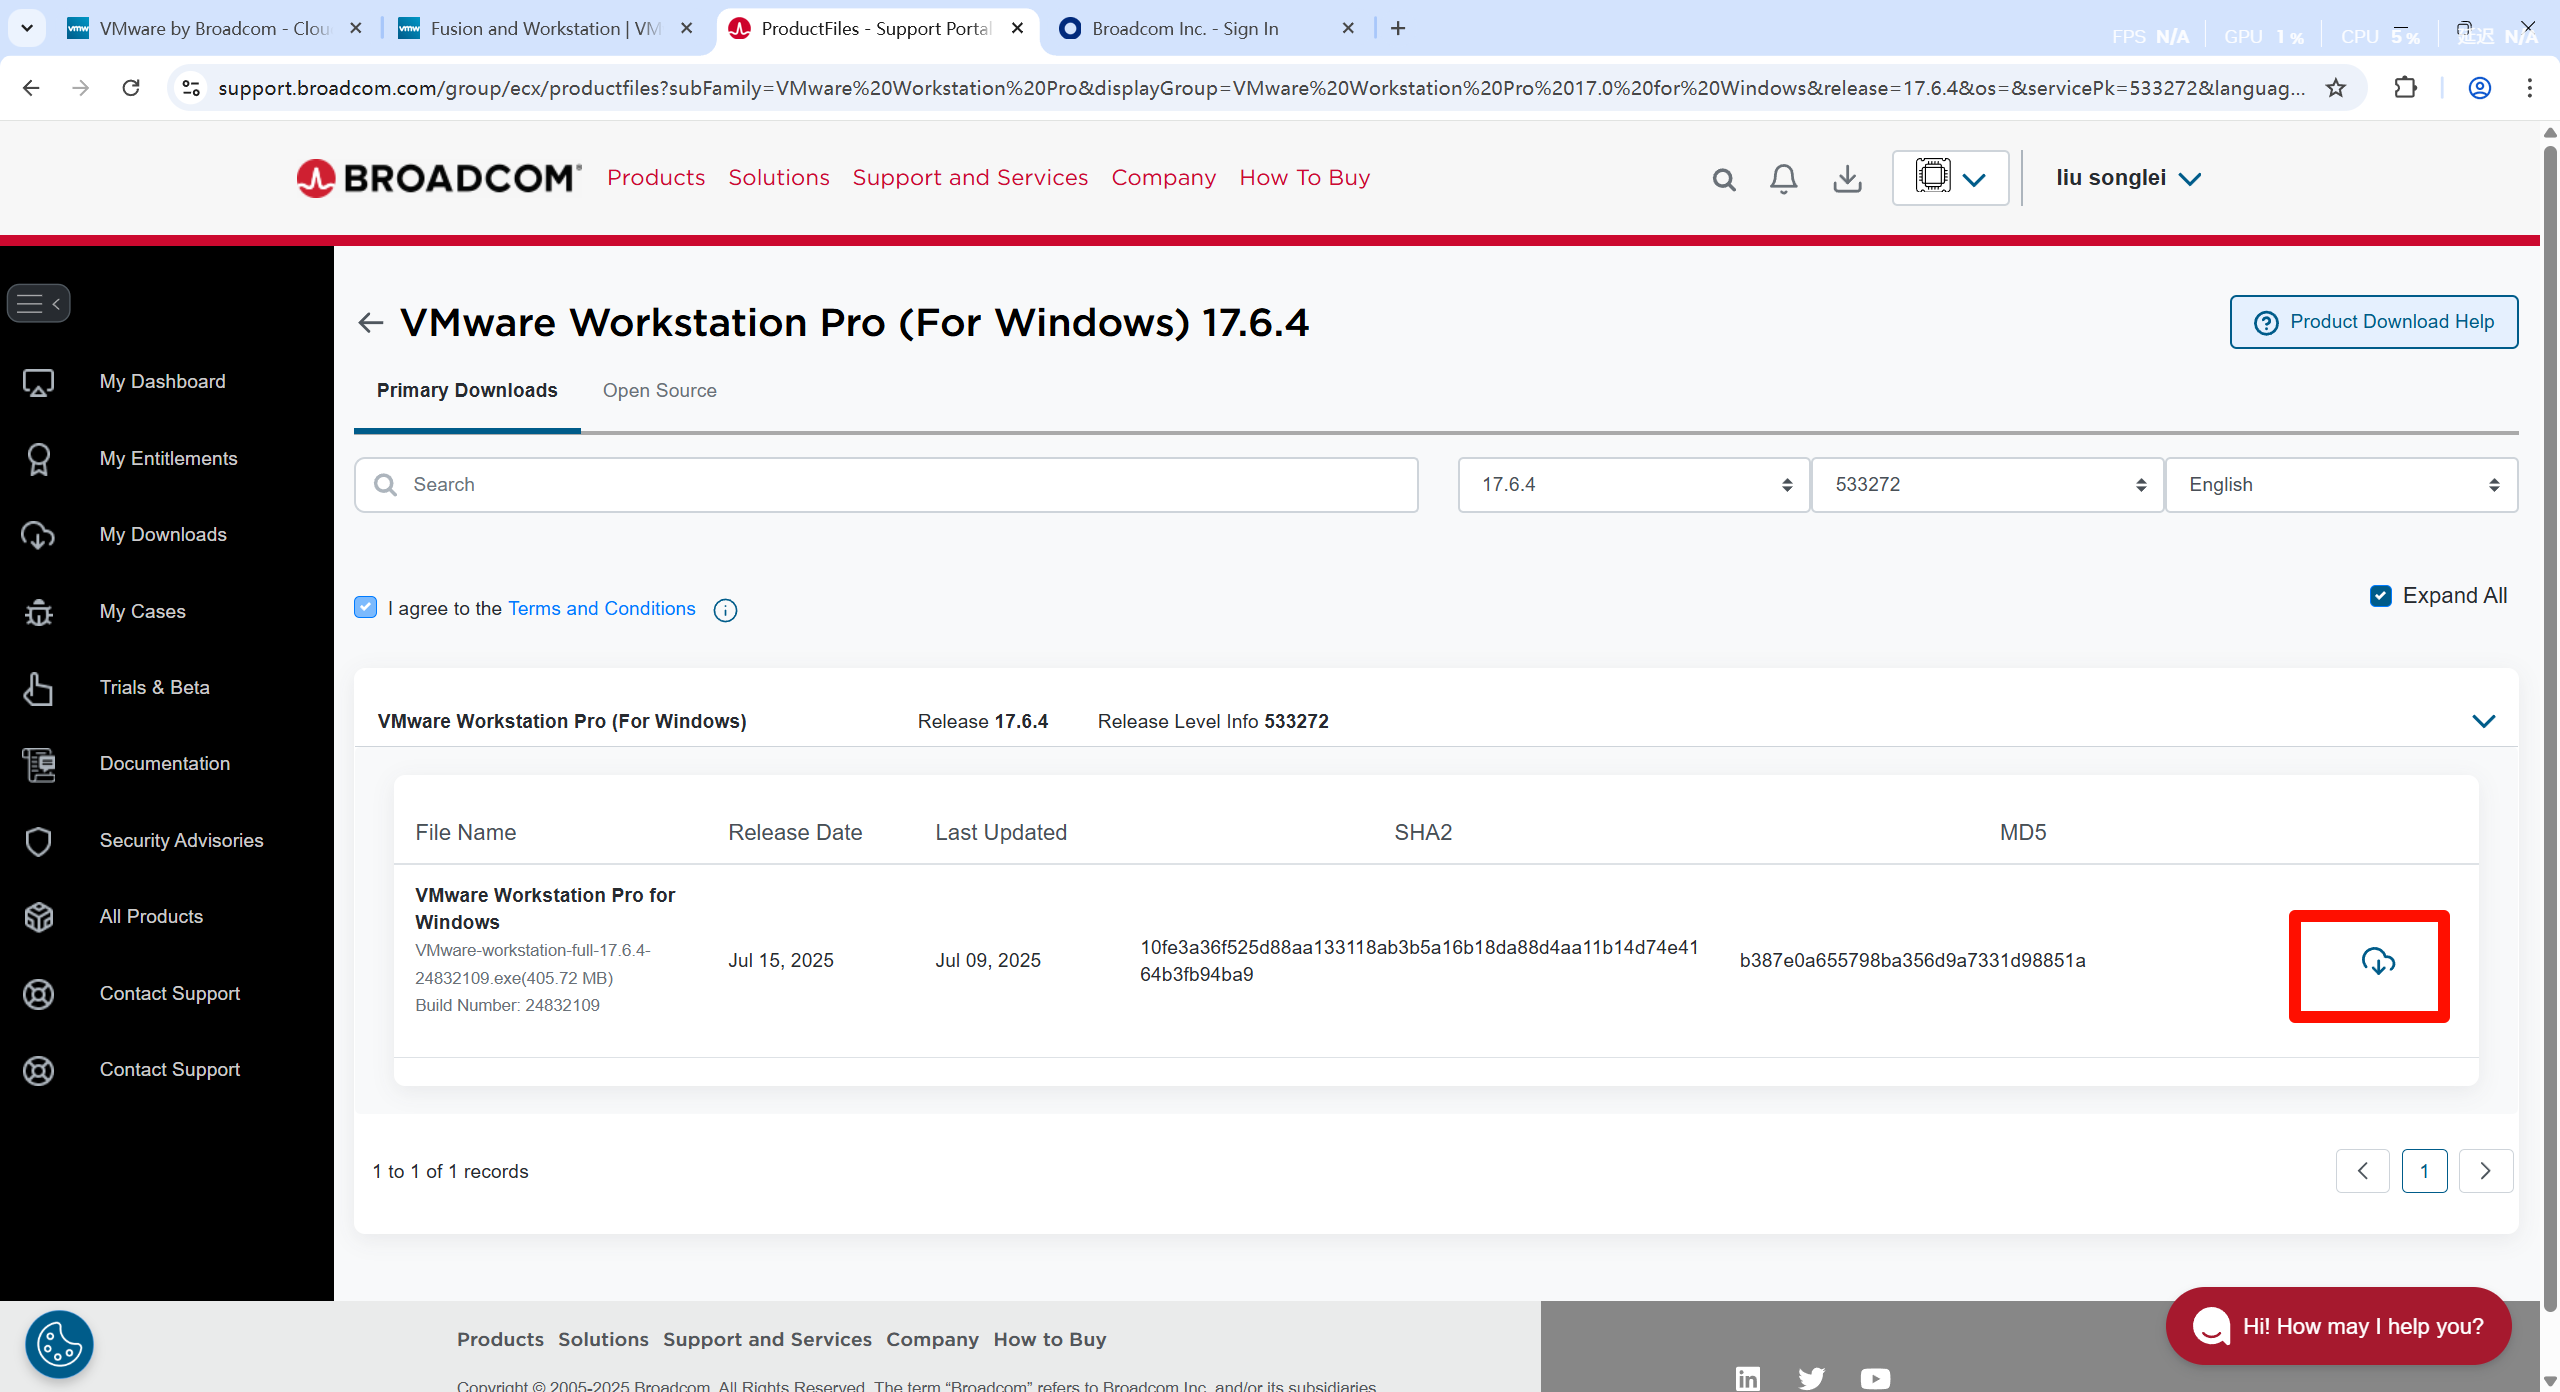 VMware by Broadcom - Clou
Fusion and Workstation | VM
ProductFiles - Support Portal
Broadcom Inc. - Sign In
FPS N/A GPU 1 % CPU 5 % 延迟 N/A
support.broadcom.com/group/ecx/productfiles?subFamily=VMware%20Workstation%20Pro&displayGroup=VMware%20Workstation%20Pro%2017.0%20for%20Windows&release=17.6.4&os=&servicePk=533272&languag...
BROADCOM
Products Solutions Support and Services Company How To Buy
liu songlei
VMware Workstation Pro (For Windows) 17.6.4
Product Download Help
My Dashboard
My Entitlements
My Downloads
My Cases
Trials & Beta
Documentation
Security Advisories
All Products
Contact Support
Contact Support
Primary Downloads Open Source
Search
17.6.4
533272
English
I agree to the Terms and Conditions
Expand All
VMware Workstation Pro (For Windows) Release 17.6.4 Release Level Info 533272
File Name Release Date Last Updated SHA2 MD5
VMware Workstation Pro for
Windows
VMware-workstation-full-17.6.4-
24832109.exe(405.72 MB)
Build Number: 24832109
Jul 15, 2025
Jul 09, 2025
10fe3a36f525d88aa133118ab3b5a16b18da88d4aa11b14d74e41
64b3fb94ba9
b387e0a655798ba356d9a7331d98851a
1 to 1 of 1 records
1
Products Solutions Support and Services Company How to Buy
Hi! How may I help you?
Copyright © 2005-2025 Broadcom. All Rights Reserved. The term “Broadcom” refers to Broadcom Inc. and/or its subsidiaries.